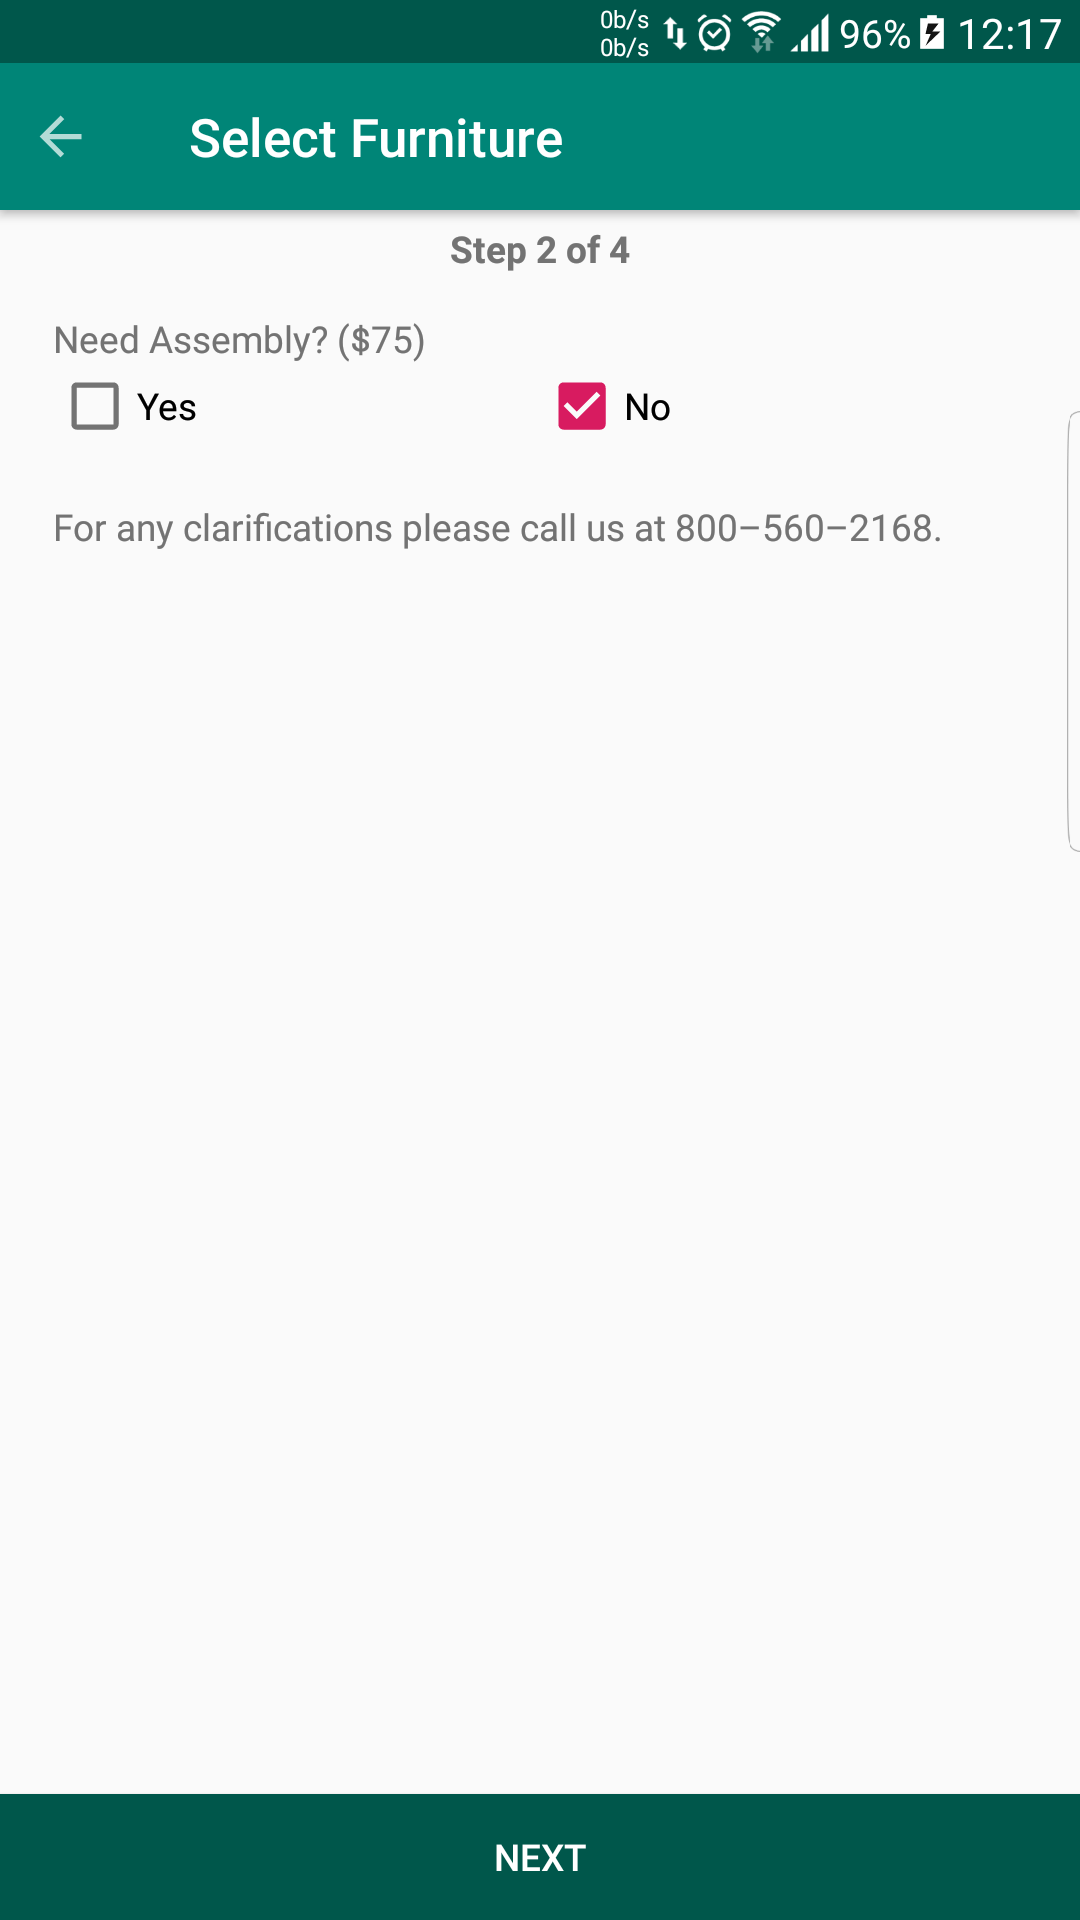 0b/s
0b/s
96%
12:17
Select Furniture
Step 2 of 4
Need Assembly? ($75)
Yes
No
For any clarifications please call us at 800–560–2168.
NEXT